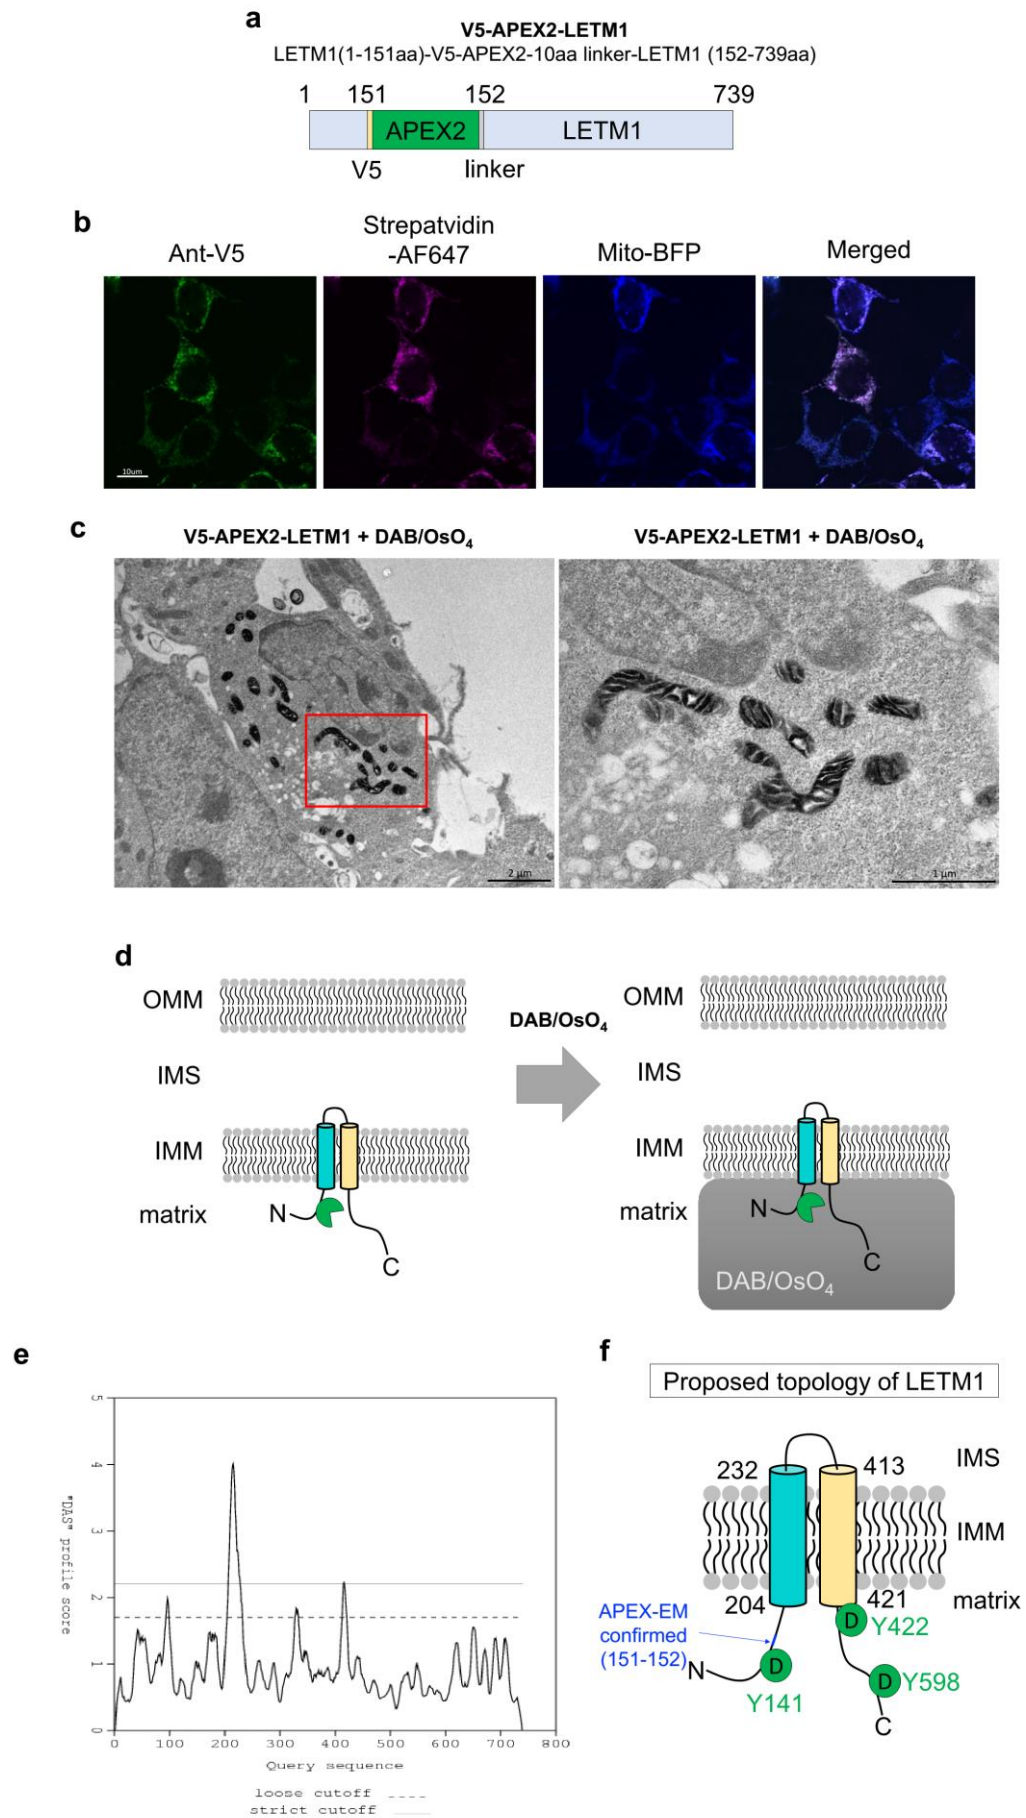 a
V5-APEX2-LETM1
LETM1(1-151aa)-V5-APEX2-10aa linker-LETM1 (152-739aa)
1 151 152 739
APEX2 LETM1
V5 linker
b
Ant-V5
Strepatvidin
-AF647
Mito-BFP
Merged
10um
c
V5-APEX2-LETM1 + DAB/OsO4
V5-APEX2-LETM1 + DAB/OsO4
2 μm
1 μm
d
OMM
IMS
IMM
matrix
N
C
DAB/OsO4
OMM
IMS
IMM
matrix
N
C
DAB/OsO4
e
5
4
3
2
1
0
"DAS" profile score
0 100 200 300 400 500 600 700 800
Query sequence
loose cutoff
strict cutoff
f
Proposed topology of LETM1
232 413 IMS
IMM
204 421 matrix
APEX-EM
confirmed
(151-152)
D Y422
N
D
Y141
D Y598
C